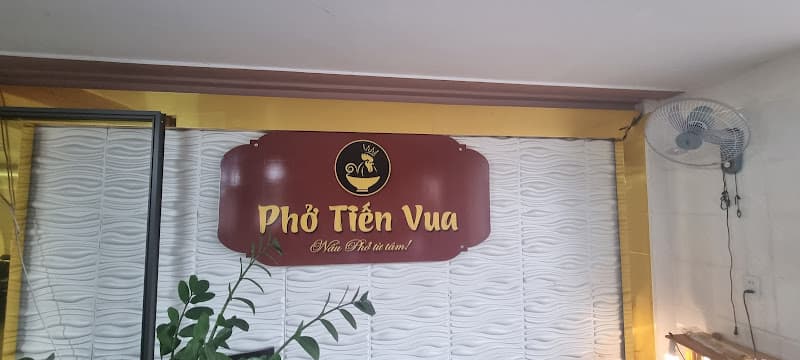 Phở Tiến Vua
Nấu Phở từ tâm!